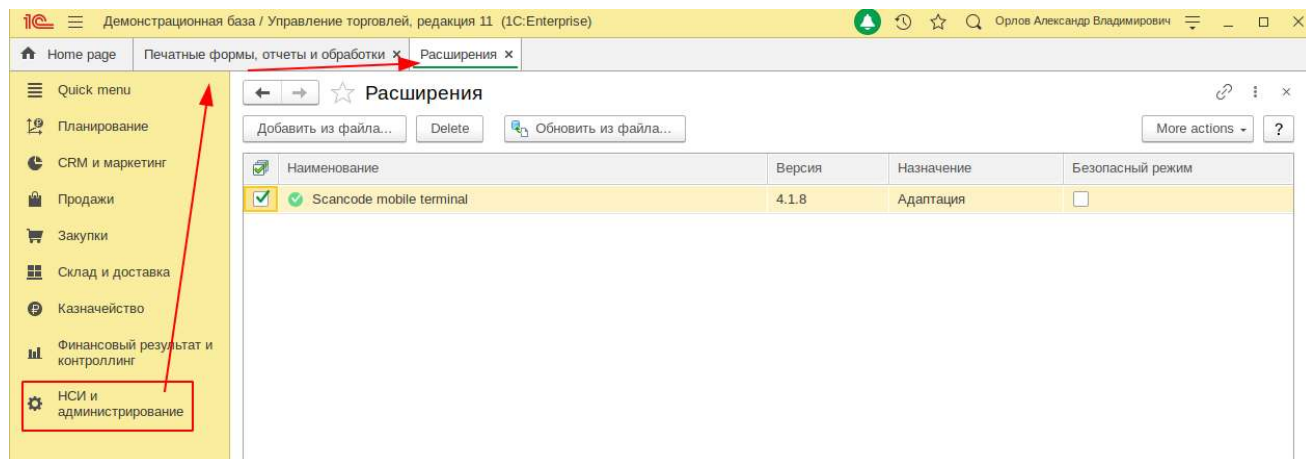 1С Демонстрационная база / Управление торговлей, редакция 11 (1C:Enterprise) Орлов Александр Владимирович
Home page Печатные формы, отчеты и обработки × Расширения ×
Quick menu
Планирование
CRM и маркетинг
Продажи
Закупки
Склад и доставка
Казначейство
Финансовый результат и
контроллинг
НСИ и
администрирование
Расширения
Добавить из файла... Delete Обновить из файла... More actions ?
Наименование Версия Назначение Безопасный режим
Scancode mobile terminal 4.1.8 Адаптация